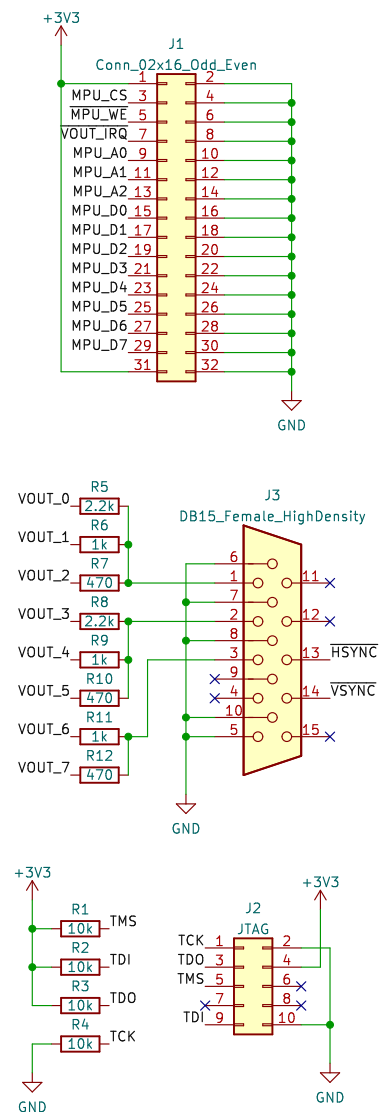 +3V3
J1
Conn_02x16_Odd_Even
1 2
MPU_CS 3 4
MPU_WE 5 6
VOUT_IRQ 7 8
MPU_A0 9 10
MPU_A1 11 12
MPU_A2 13 14
MPU_D0 15 16
MPU_D1 17 18
MPU_D2 19 20
MPU_D3 21 22
MPU_D4 23 24
MPU_D5 25 26
MPU_D6 27 28
MPU_D7 29 30
31 32
GND
R5
VOUT_0 2.2k
R6
VOUT_1 1k
R7
VOUT_2 470
R8
VOUT_3 2.2k
R9
VOUT_4 1k
R10
VOUT_5 470
R11
VOUT_6 1k
R12
VOUT_7 470
J3
DB15_Female_HighDensity
6
1 11
7
2 12
8
3 13 HSYNC
9
4 14 VSYNC
10
5 15
GND
+3V3
R1
10k TMS
R2
10k TDI
R3
10k TDO
R4
10k TCK
GND
+3V3
J2
JTAG
TCK 1 2
TDO 3 4
TMS 5 6
7 8
TDI 9 10
GND